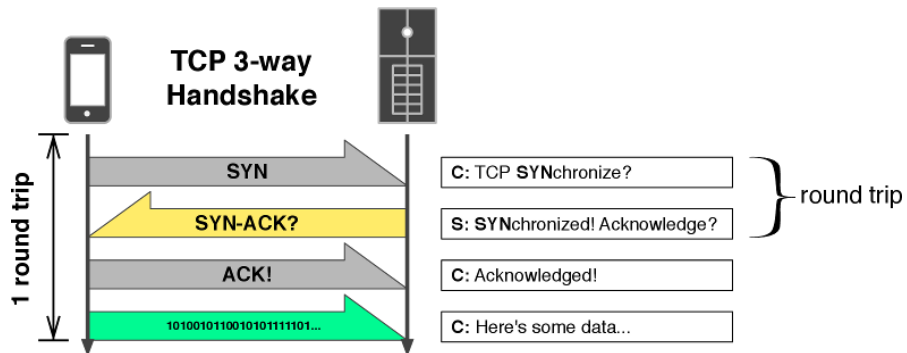 TCP 3-way
Handshake
1 round trip
SYN
C: TCP SYNchronize?
SYN-ACK?
S: SYNchronized! Acknowledge?
round trip
ACK!
C: Acknowledged!
1010010110010101111101...
C: Here's some data...